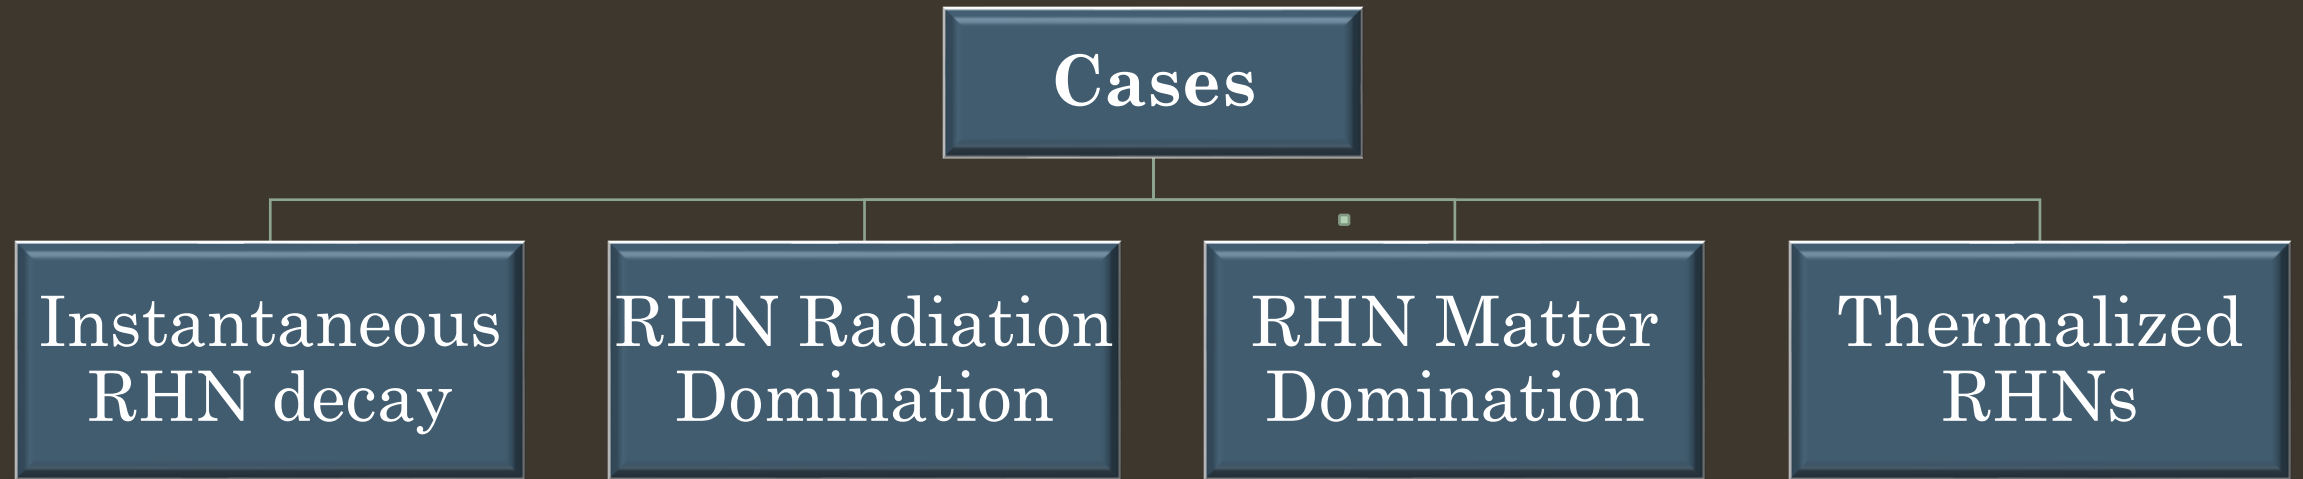 Cases
Instantaneous
RHN decay
RHN Radiation
Domination
RHN Matter
Domination
Thermalized
RHNs